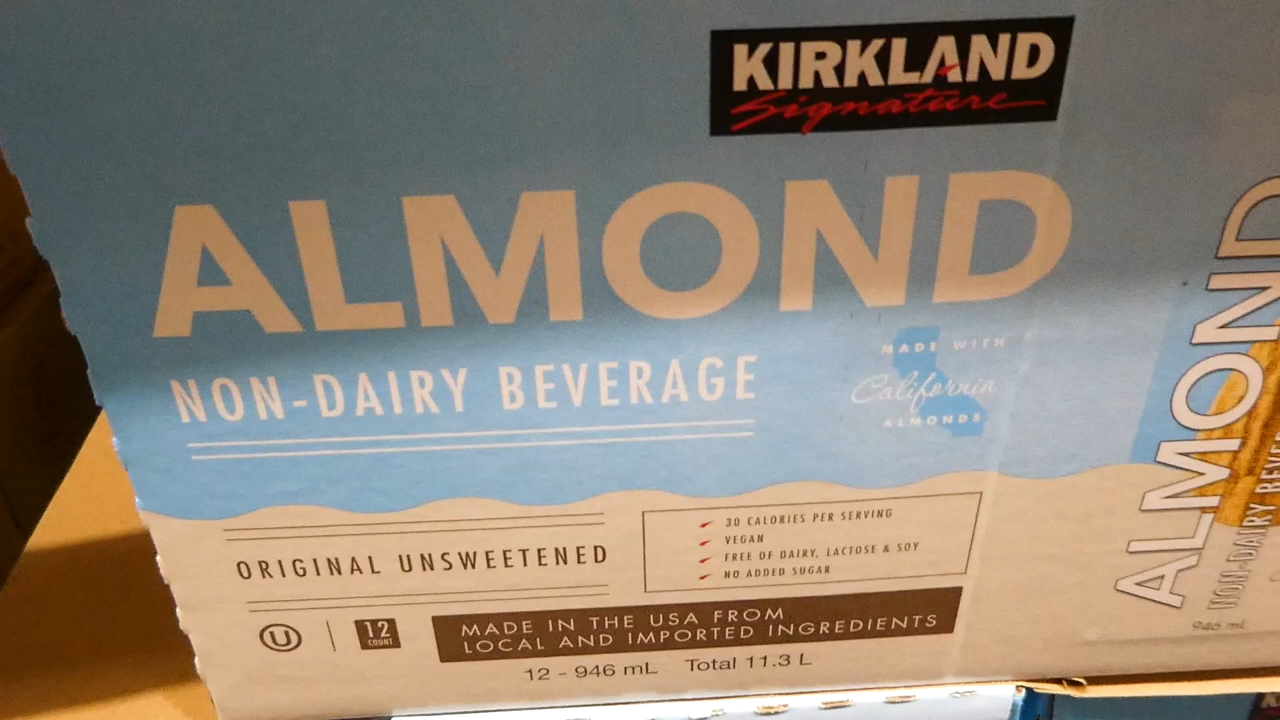 KIRKLAND
Signature
ALMOND
NON-DAIRY BEVERAGE
MADE WITH
California
ALMONDS
ORIGINAL UNSWEETENED
30 CALORIES PER SERVING
VEGAN
FREE OF DAIRY, LACTOSE & SOY
NO ADDED SUGAR
U
12
COUNT
MADE IN THE USA FROM
LOCAL AND IMPORTED INGREDIENTS
12 - 946 mL Total 11.3 L
ALMOND
NON-DAIRY BEVE
946 mL